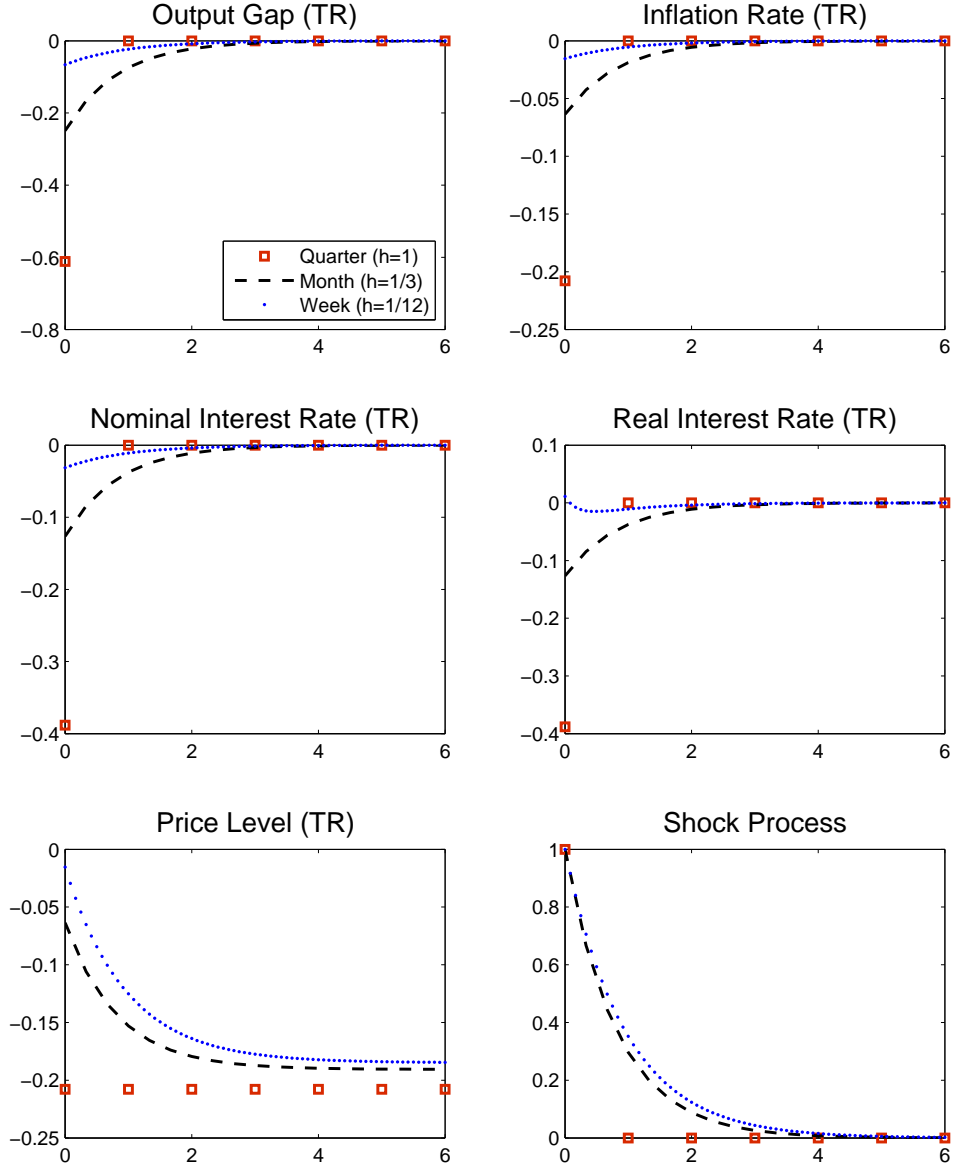 Output Gap (TR)
0
−0.2
−0.4
−0.6
−0.8
0 2 4 6
Quarter (h=1)
Month (h=1/3)
Week (h=1/12)
Inflation Rate (TR)
0
−0.05
−0.1
−0.15
−0.2
−0.25
0 2 4 6
Nominal Interest Rate (TR)
0
−0.1
−0.2
−0.3
−0.4
0 2 4 6
Real Interest Rate (TR)
0.1
0
−0.1
−0.2
−0.3
−0.4
0 2 4 6
Price Level (TR)
0
−0.05
−0.1
−0.15
−0.2
−0.25
0 2 4 6
Shock Process
1
0.8
0.6
0.4
0.2
0
0 2 4 6